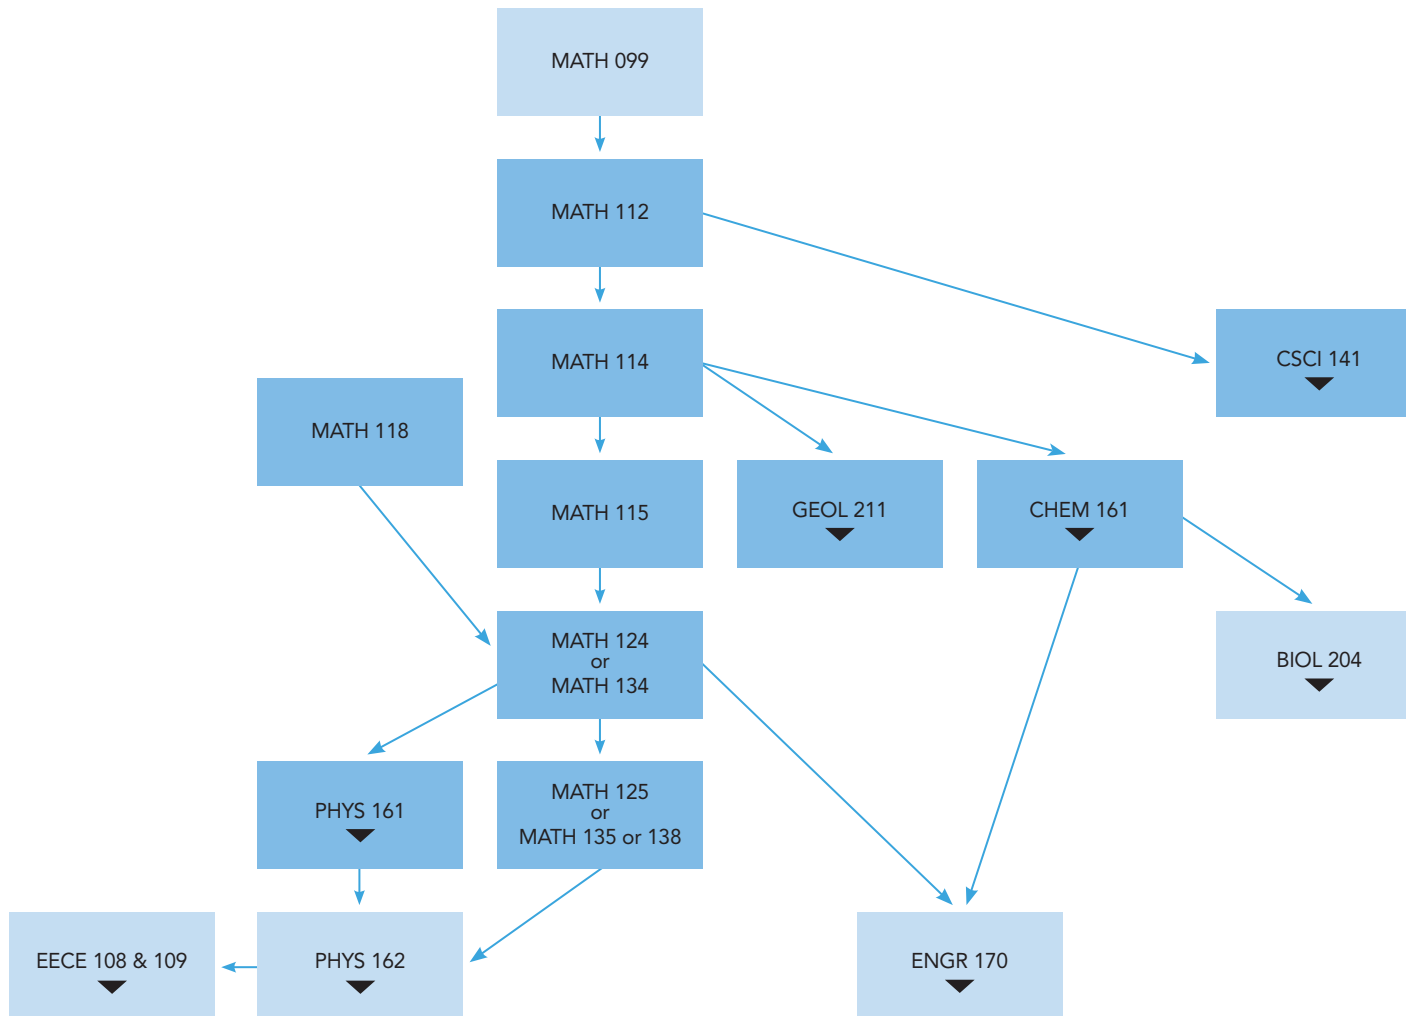 MATH 099
MATH 112
MATH 114
CSCI 141
MATH 118
MATH 115
GEOL 211
CHEM 161
MATH 124
or
MATH 134
BIOL 204
PHYS 161
MATH 125
or
MATH 135 or 138
EECE 108 & 109
PHYS 162
ENGR 170